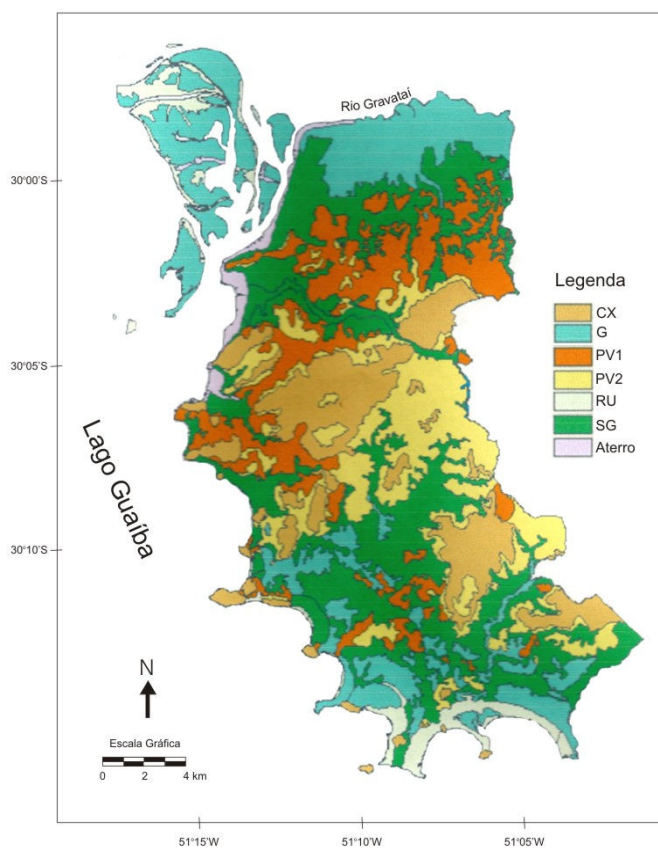 Rio Gravataí
30°00'S
30°05'S
30°10'S
Lago Guaíba
Legenda
CX
G
PV1
PV2
RU
SG
Aterro
N
Escala Gráfica
0 2 4 km
51°15'W 51°10'W 51°05'W